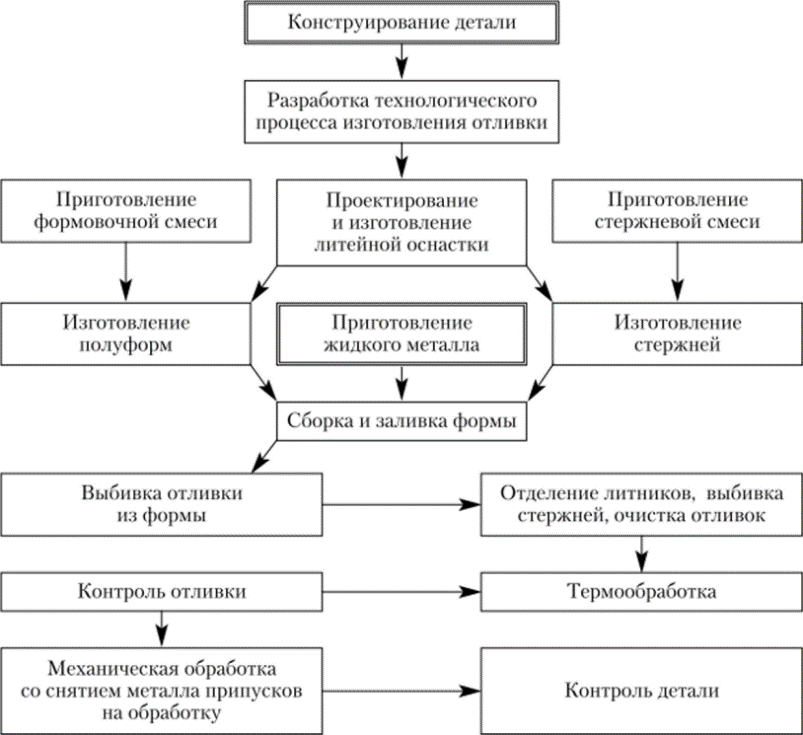 Конструирование детали
Разработка технологического
процесса изготовления отливки
Приготовление
формовочной смеси
Проектирование
и изготовление
литейной оснастки
Приготовление
стержневой смеси
Изготовление
полуформ
Приготовление
жидкого металла
Изготовление
стержней
Сборка и заливка формы
Выбивка отливки
из формы
Отделение литников, выбивка
стержней, очистка отливок
Контроль отливки
Термообработка
Механическая обработка
со снятием металла припусков
на обработку
Контроль детали